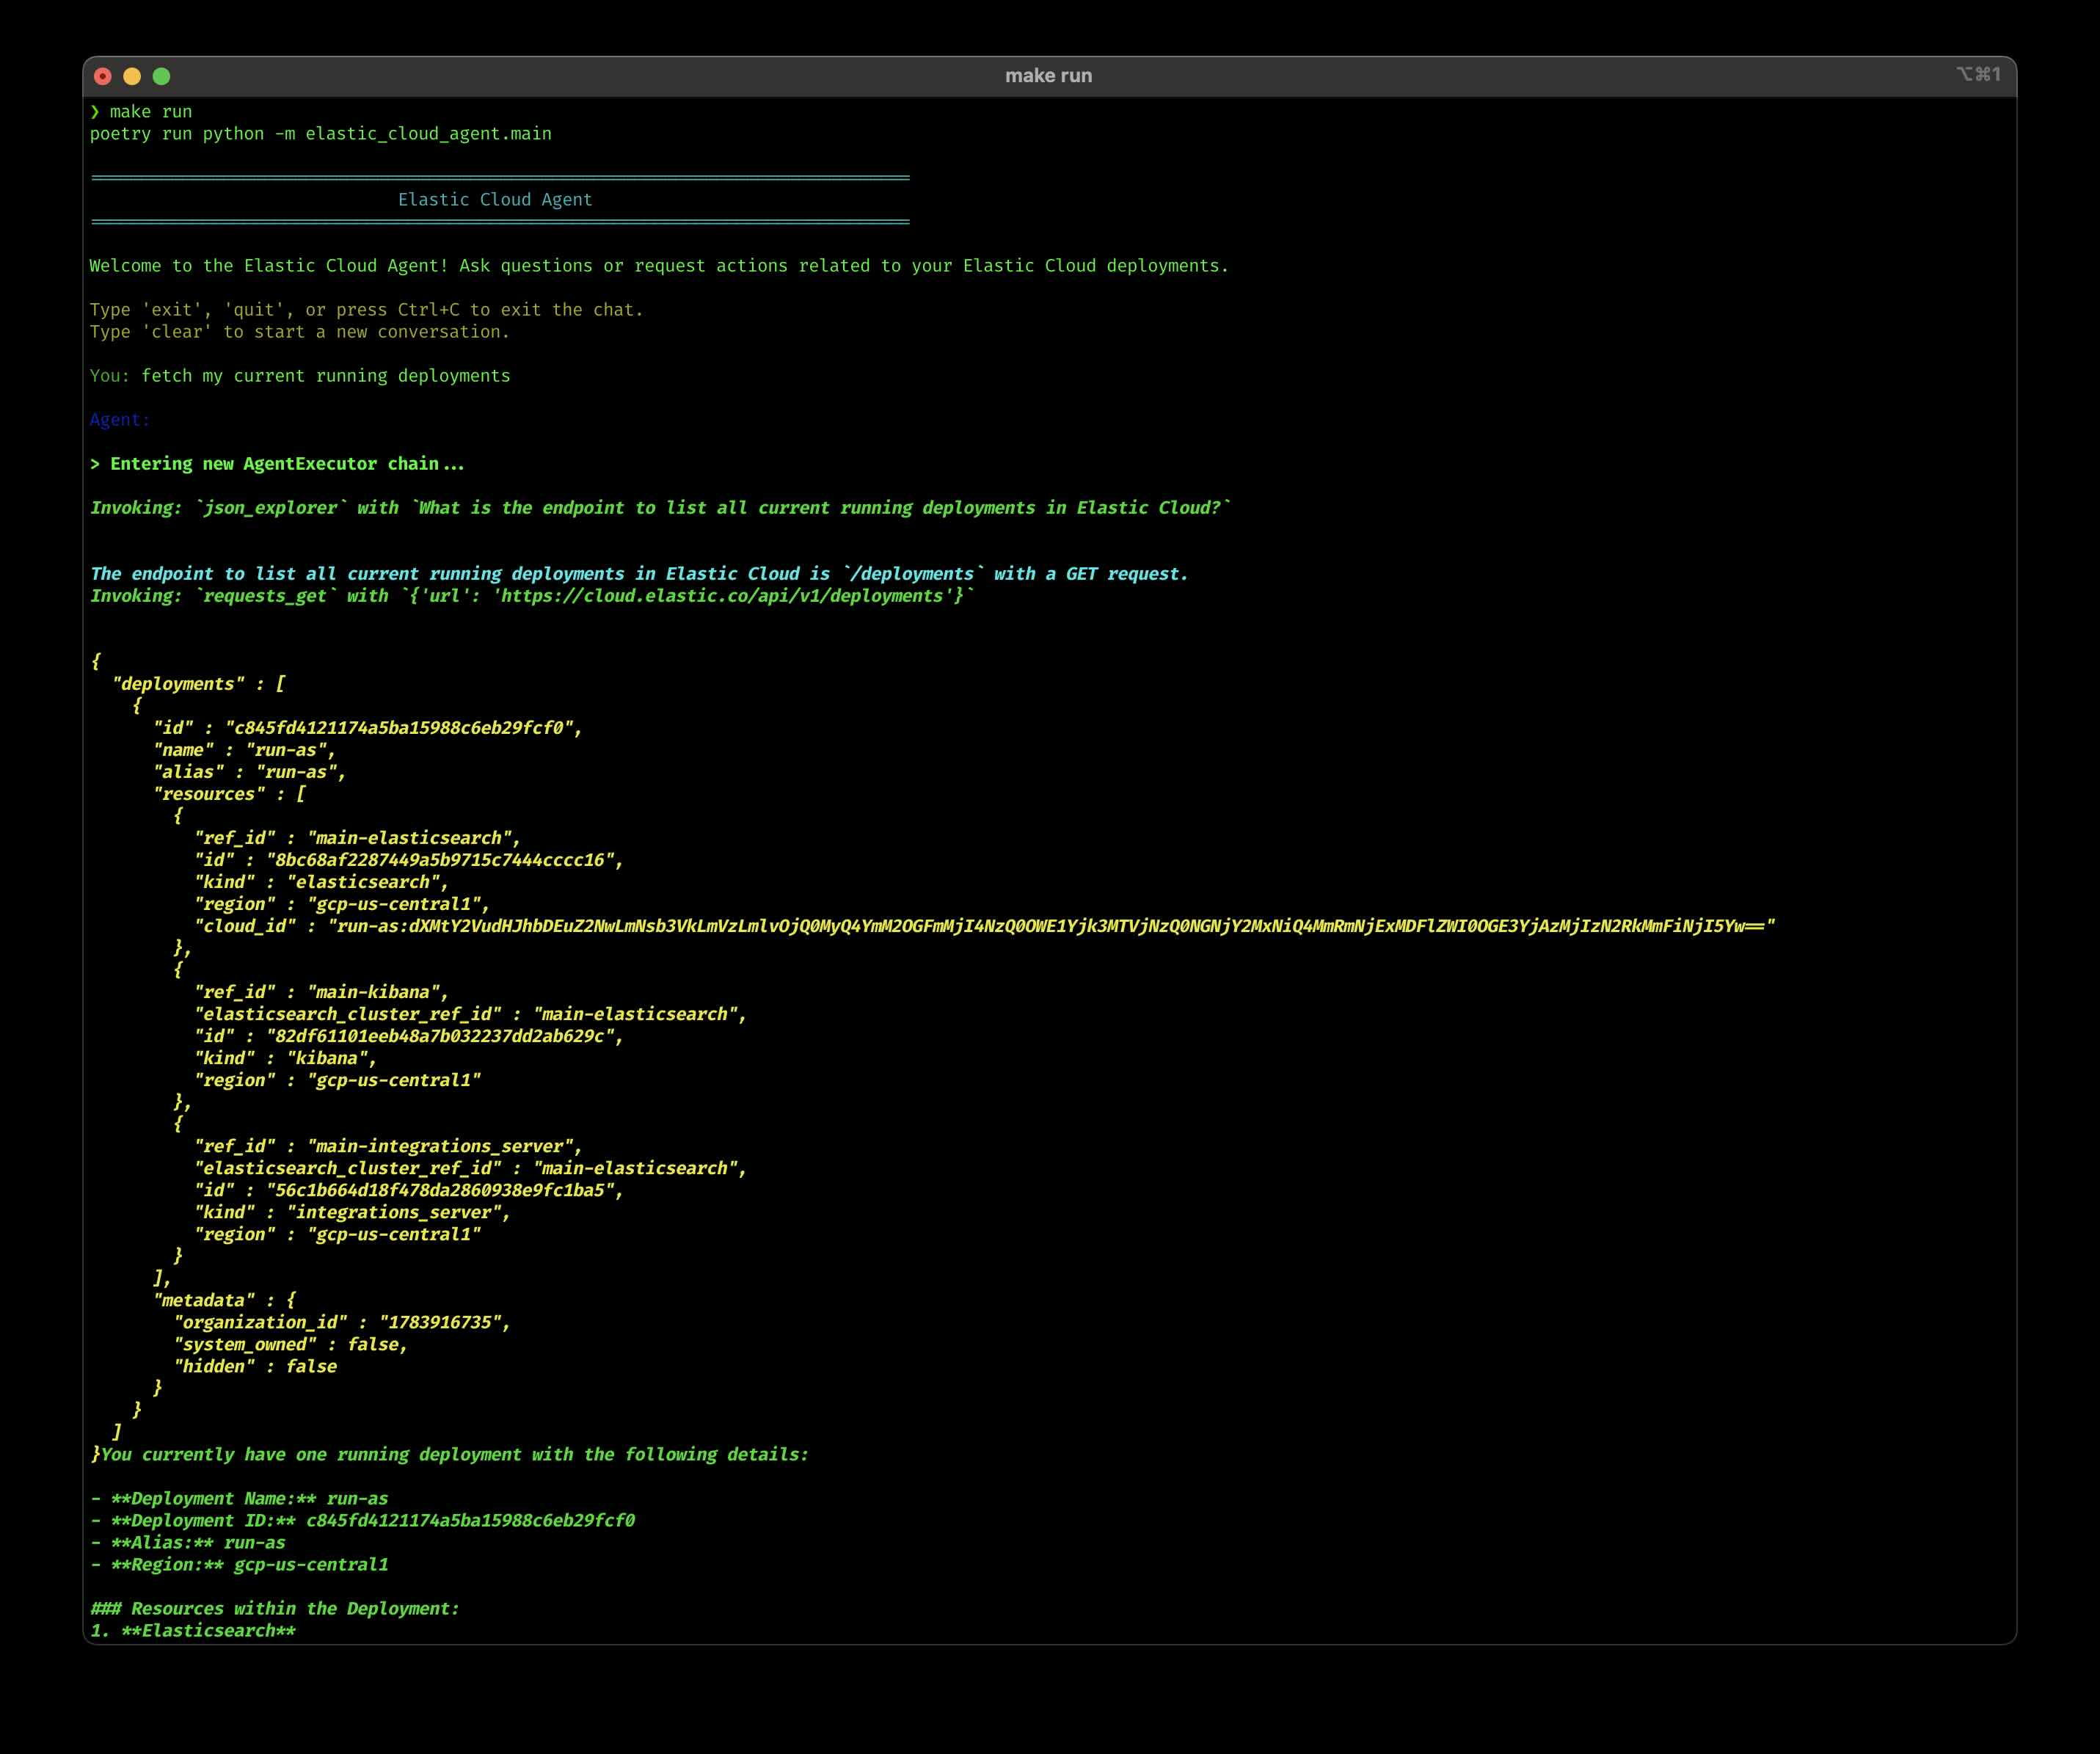 make run
⌥⌘1
❯ make run
poetry run python -m elastic_cloud_agent.main
Elastic Cloud Agent
Welcome to the Elastic Cloud Agent! Ask questions or request actions related to your Elastic Cloud deployments.
Type 'exit', 'quit', or press Ctrl+C to exit the chat.
Type 'clear' to start a new conversation.
You: fetch my current running deployments
Agent:
> Entering new AgentExecutor chain...
Invoking: `json_explorer` with `What is the endpoint to list all current running deployments in Elastic Cloud?`
The endpoint to list all current running deployments in Elastic Cloud is `/deployments` with a GET request.
Invoking: `requests_get` with `{'url': 'https://cloud.elastic.co/api/v1/deployments'}`
{
"deployments" : [
{
"id" : "c845fd4121174a5ba15988c6eb29fcf0",
"name" : "run-as",
"alias" : "run-as",
"resources" : [
{
"ref_id" : "main-elasticsearch",
"id" : "8bc68af2287449a5b9715c7444cccc16",
"kind" : "elasticsearch",
"region" : "gcp-us-central1",
"cloud_id" : "run-as:dXMtY2VudHJhbDEuZ2NwLmNsb3VkLmVzLmlvOjQ0MyQ4YmM2OGFmMjI4NzQ0OWE1Yjk3MTVjNzQ0NGNjY2MxNiQ4MmRmNjExMDFlZWI0OGE3YjAzMjIzN2RkMmFiNjI5Yw=="
},
{
"ref_id" : "main-kibana",
"elasticsearch_cluster_ref_id" : "main-elasticsearch",
"id" : "82df61101eeb48a7b032237dd2ab629c",
"kind" : "kibana",
"region" : "gcp-us-central1"
},
{
"ref_id" : "main-integrations_server",
"elasticsearch_cluster_ref_id" : "main-elasticsearch",
"id" : "56c1b664d18f478da2860938e9fc1ba5",
"kind" : "integrations_server",
"region" : "gcp-us-central1"
}
],
"metadata" : {
"organization_id" : "1783916735",
"system_owned" : false,
"hidden" : false
}
}
]
}You currently have one running deployment with the following details:
- **Deployment Name:** run-as
- **Deployment ID:** c845fd4121174a5ba15988c6eb29fcf0
- **Alias:** run-as
- **Region:** gcp-us-central1
### Resources within the Deployment:
1. **Elasticsearch**